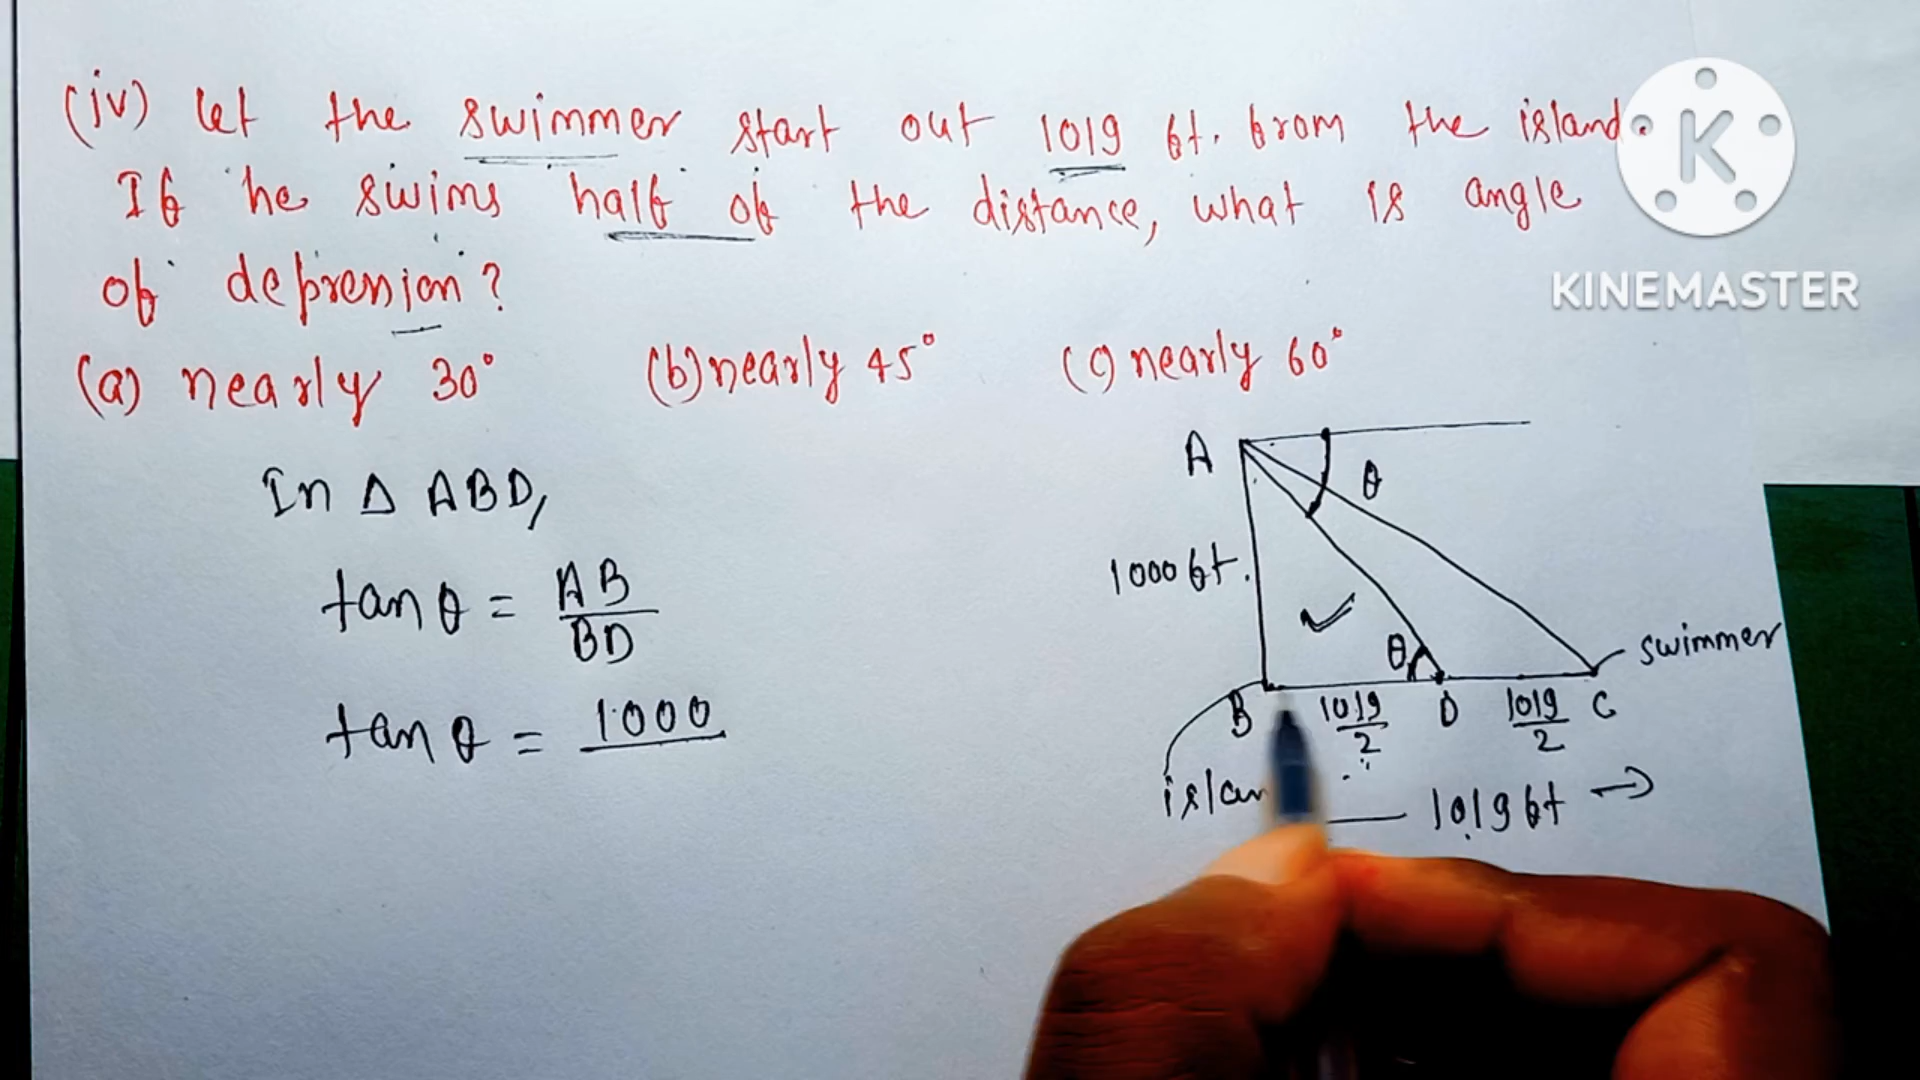 (iv) let the swimmer start out 1019 ft. from the island.
If he swims half of the distance, what is angle
of depression?
(a) nearly 30° (b) nearly 45° (c) nearly 60°
In Δ ABD,
tan θ = AB/BD
tan θ = 1000
A
θ
1000 ft.
θ
swimmer
B 1019/2 D 1019/2 C
1019 ft →
K
KINEMASTER